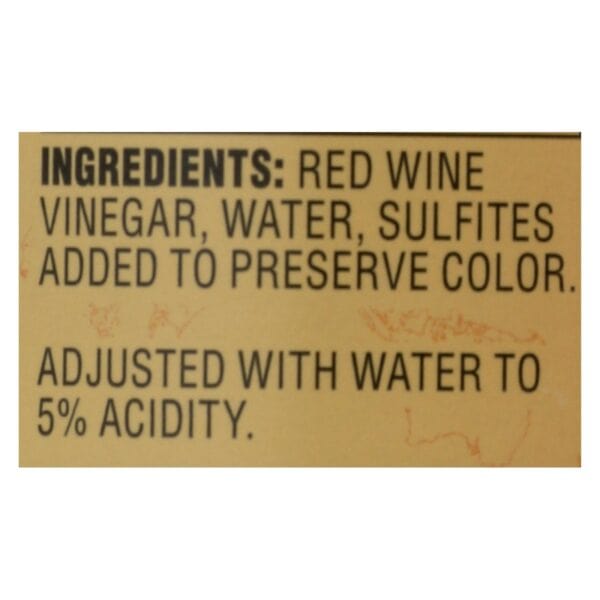 INGREDIENTS: RED WINE
VINEGAR, WATER, SULFITES
ADDED TO PRESERVE COLOR.
ADJUSTED WITH WATER TO
5% ACIDITY.